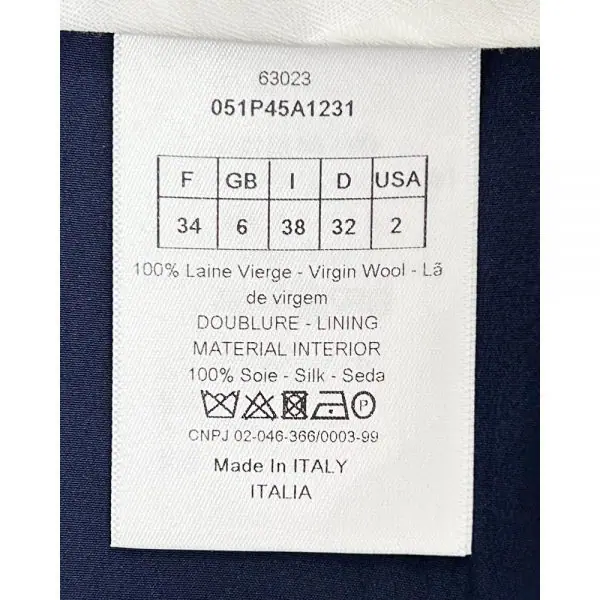 63023
051P45A1231
F GB I D USA
34 6 38 32 2
100% Laine Vierge - Virgin Wool - Lã
de virgem
DOUBLURE - LINING
MATERIAL INTERIOR
100% Soie - Silk - Seda
P
CNPJ 02-046-366/0003-99
Made In ITALY
ITALIA